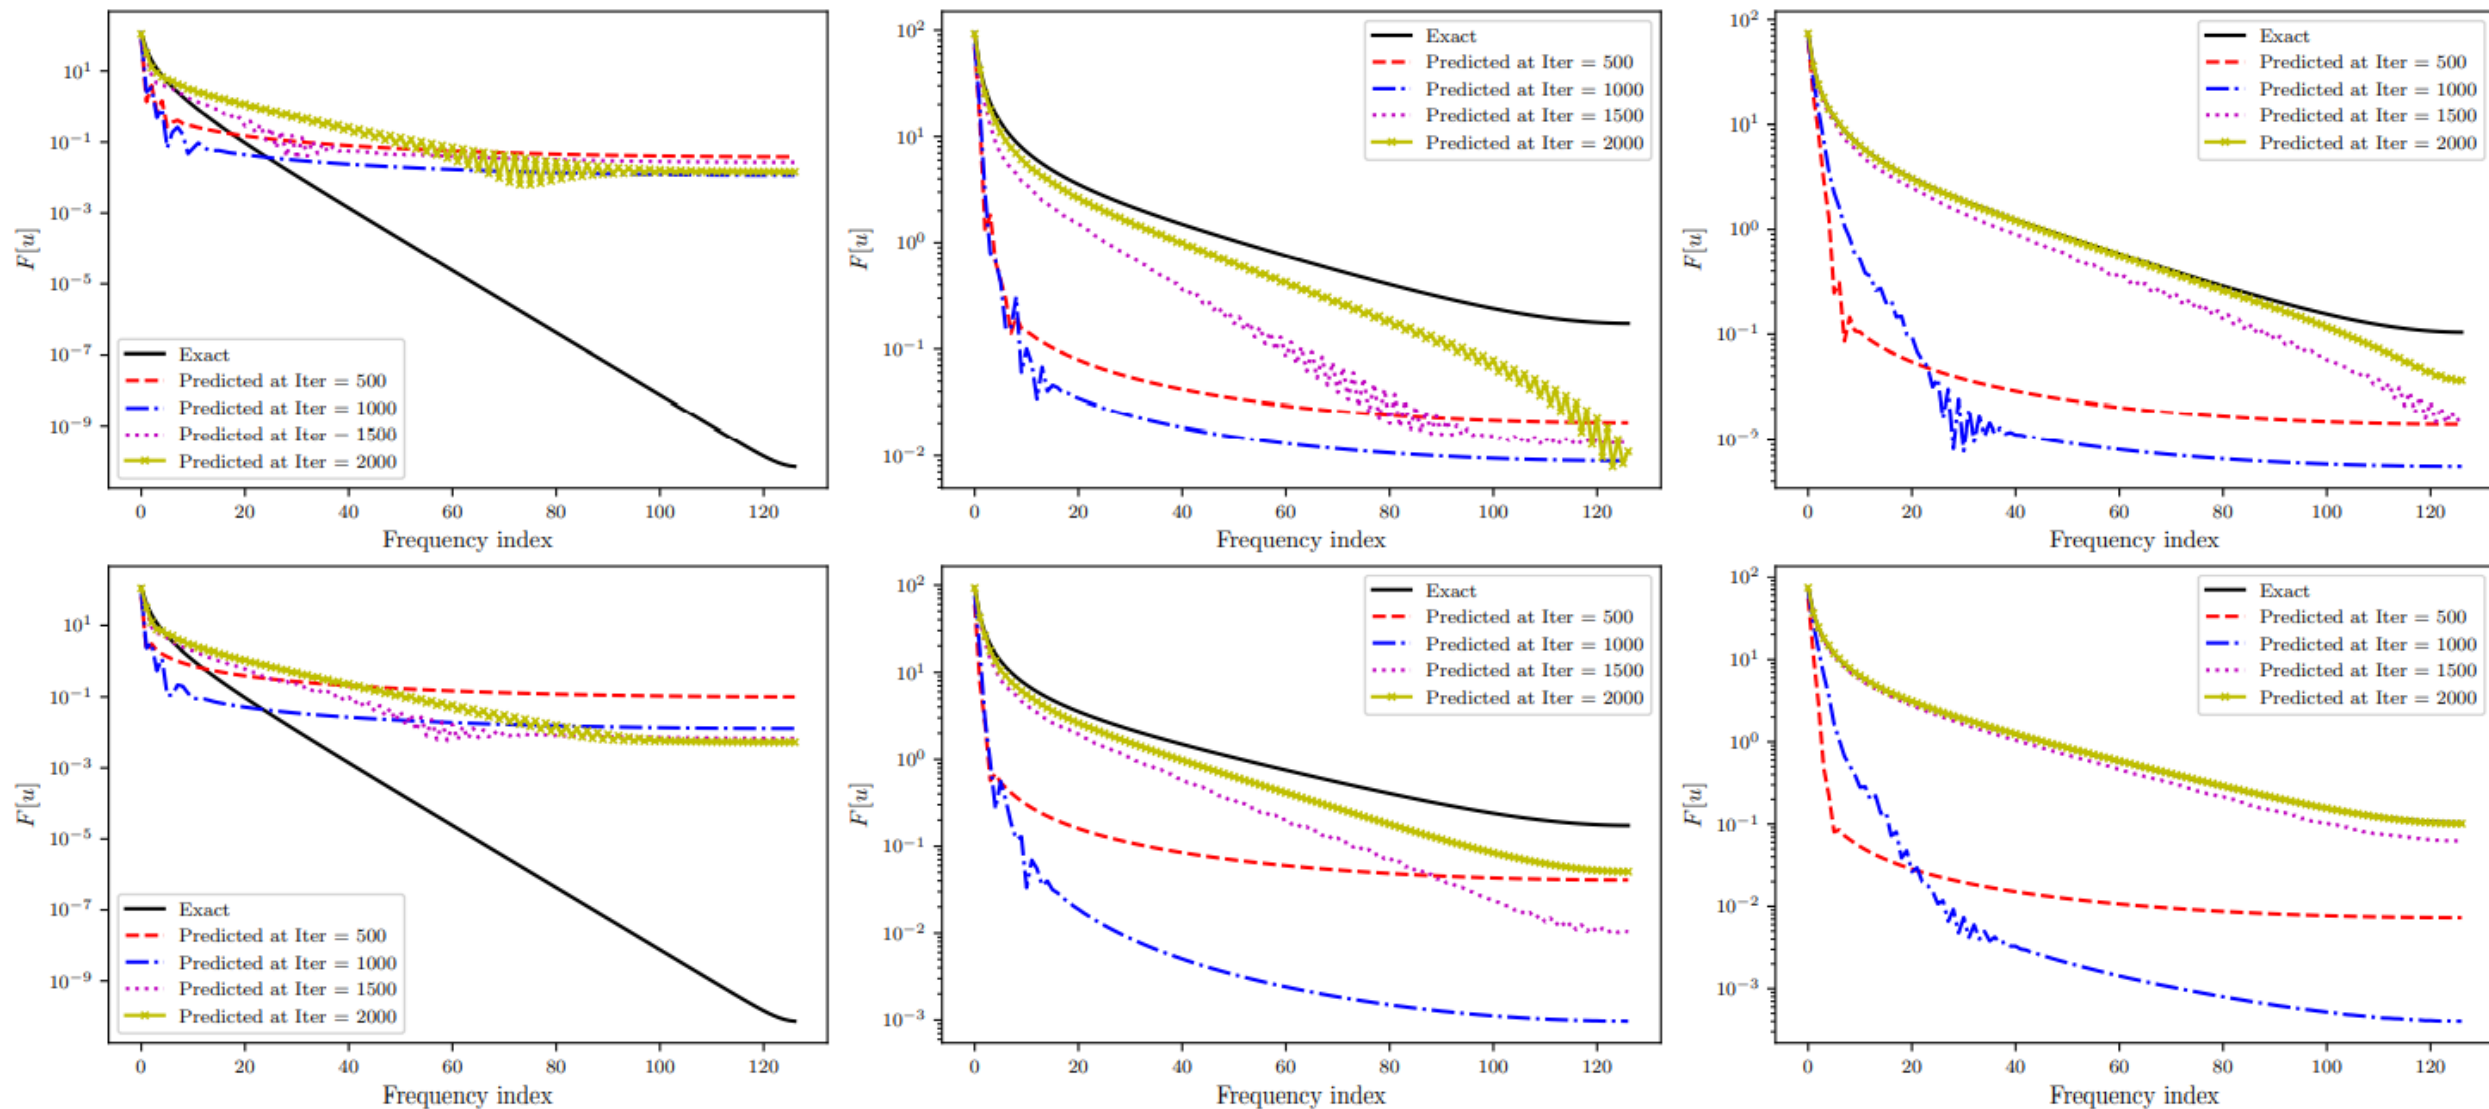 10^1
10^-1
10^-3
10^-5
10^-7
10^-9
F[u]
Exact
Predicted at Iter = 500
Predicted at Iter = 1000
Predicted at Iter − 1500
Predicted at Iter = 2000
0 20 40 60 80 100 120
Frequency index
10^2
10^1
10^0
10^-1
10^-2
F[u]
Exact
Predicted at Iter = 500
Predicted at Iter = 1000
Predicted at Iter = 1500
Predicted at Iter = 2000
0 20 40 60 80 100 120
Frequency index
10^2
10^1
10^0
10^-1
F[u]
Exact
Predicted at Iter = 500
Predicted at Iter = 1000
Predicted at Iter = 1500
Predicted at Iter = 2000
0 20 40 60 80 100 120
Frequency index
10^1
10^-1
10^-3
10^-5
10^-7
10^-9
F[u]
Exact
Predicted at Iter = 500
Predicted at Iter = 1000
Predicted at Iter = 1500
Predicted at Iter = 2000
0 20 40 60 80 100 120
Frequency index
10^2
10^1
10^0
10^-1
10^-2
10^-3
F[u]
Exact
Predicted at Iter = 500
Predicted at Iter = 1000
Predicted at Iter = 1500
Predicted at Iter = 2000
0 20 40 60 80 100 120
Frequency index
10^2
10^1
10^0
10^-1
10^-2
10^-3
F[u]
Exact
Predicted at Iter = 500
Predicted at Iter = 1000
Predicted at Iter = 1500
Predicted at Iter = 2000
0 20 40 60 80 100 120
Frequency index